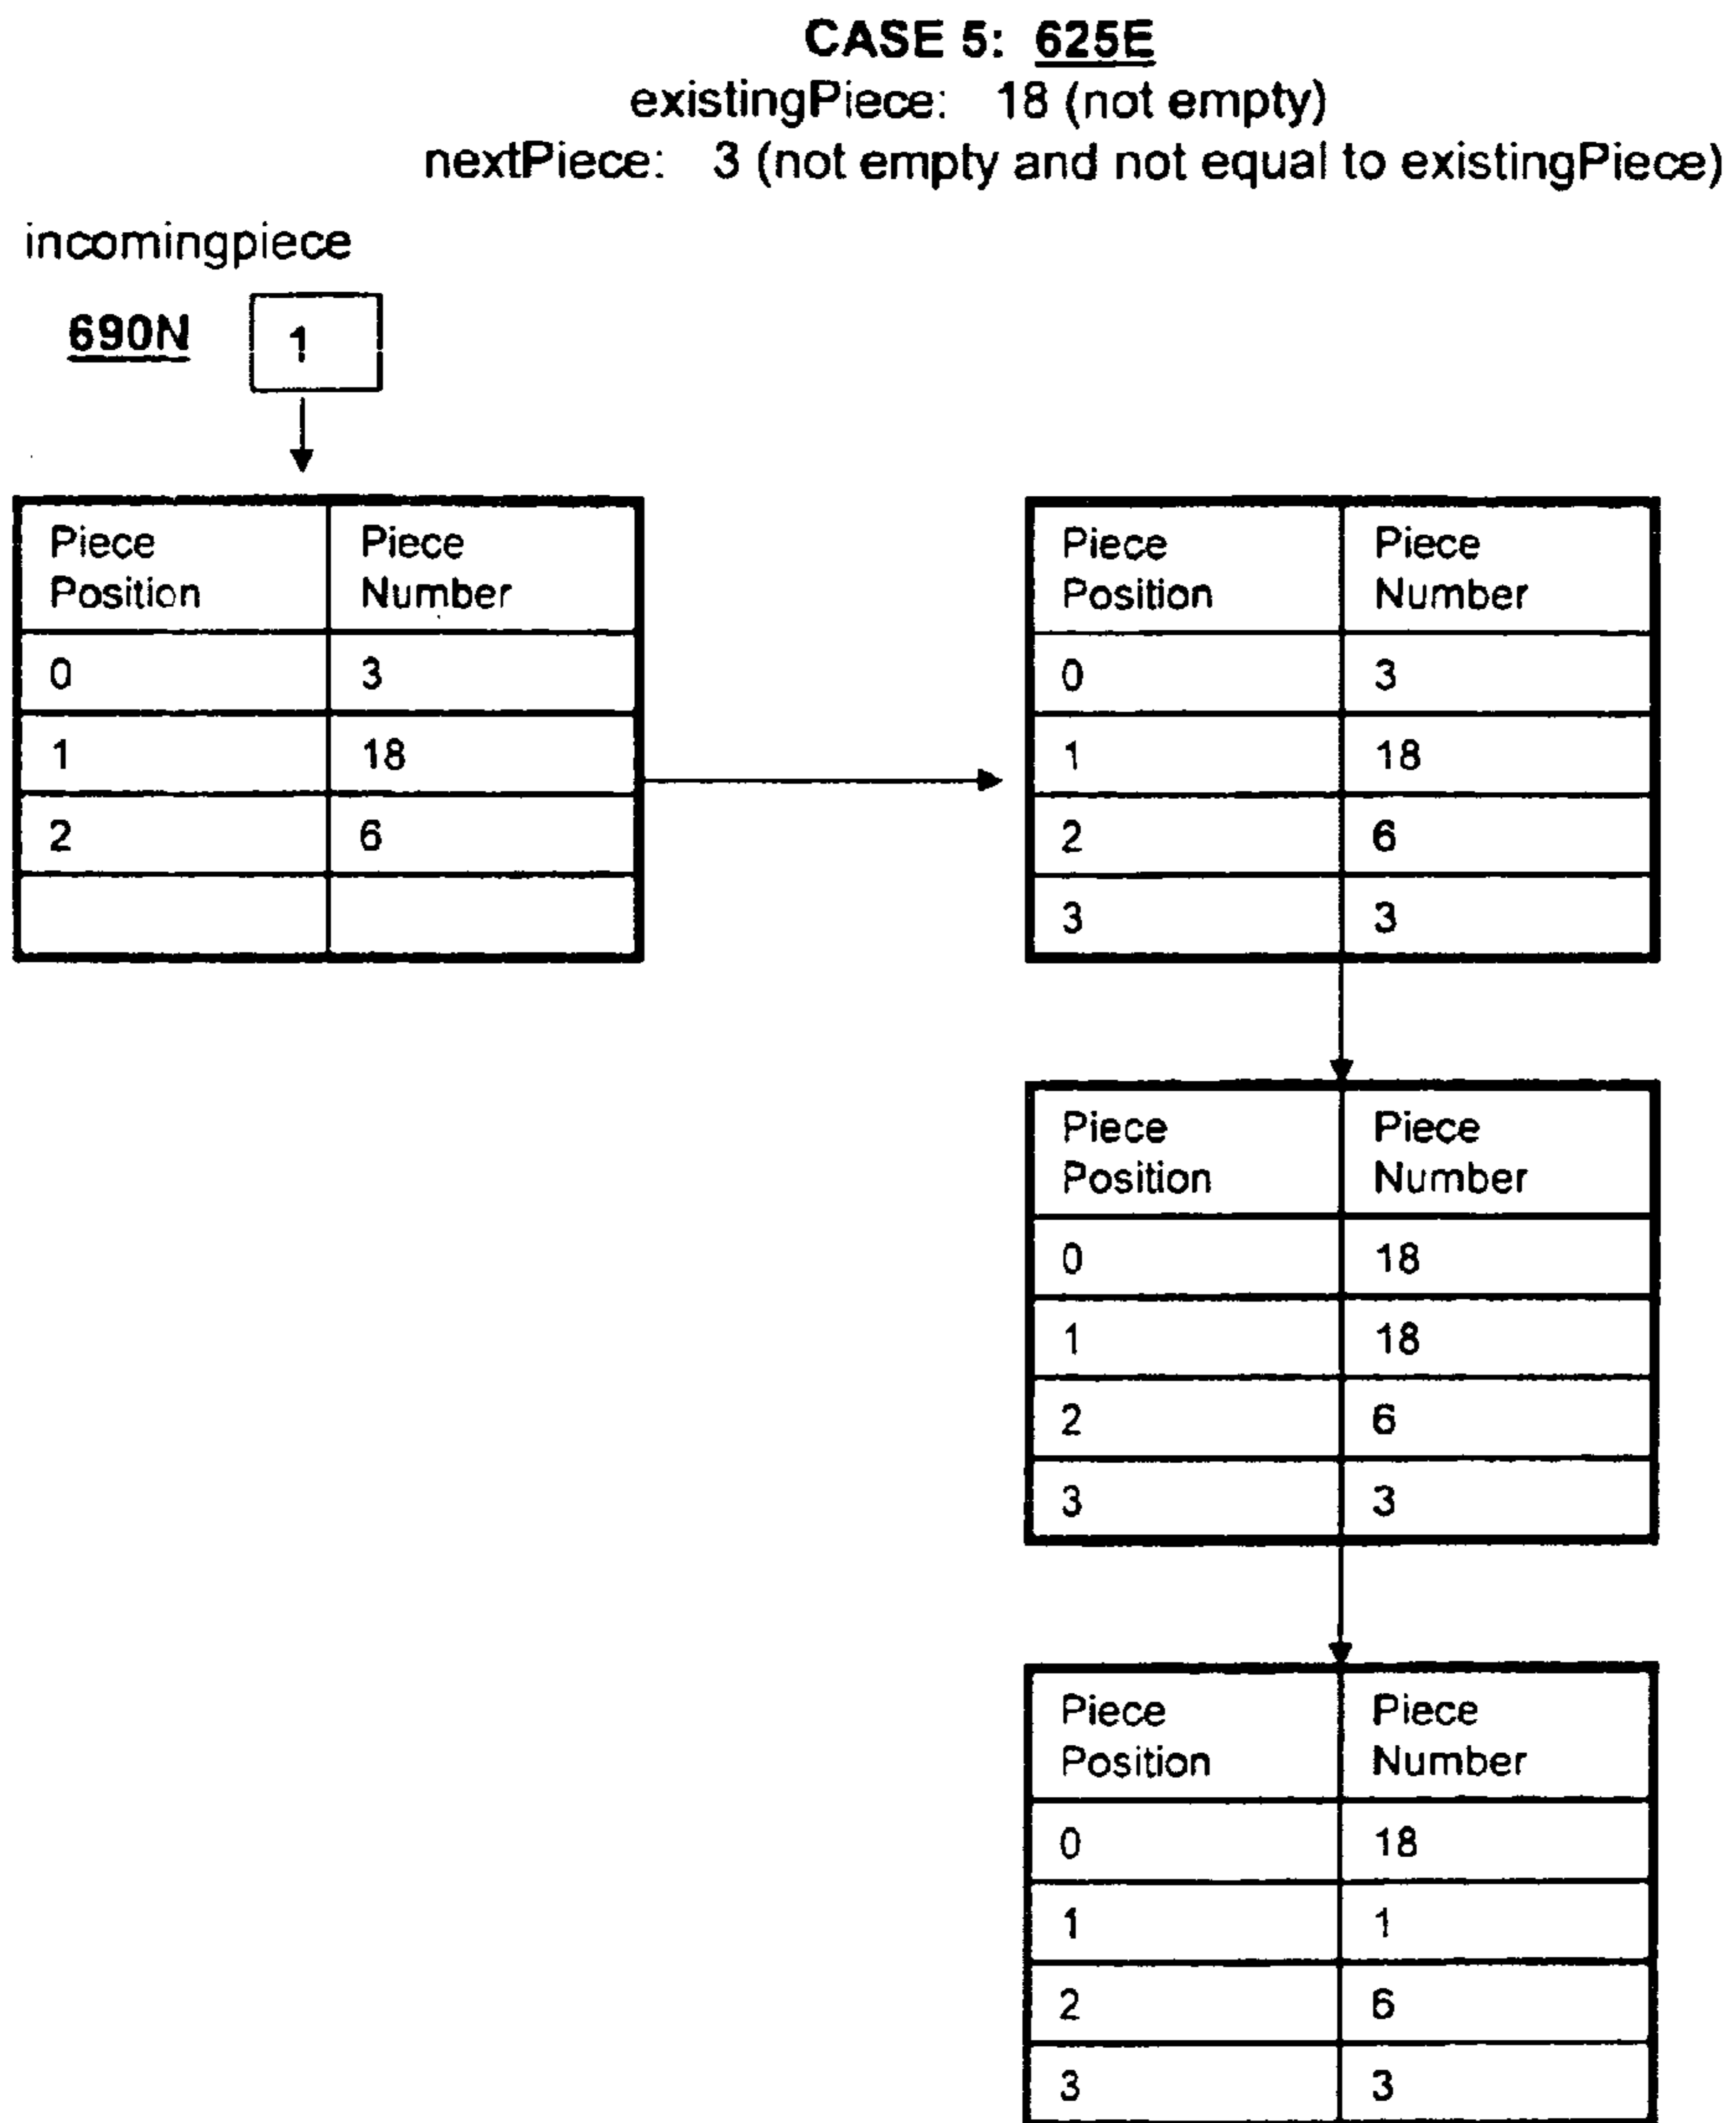 CASE 5: 625E
existingPiece: 18 (not empty)
nextPiece: 3 (not empty and not equal to existingPiece)
incomingpiece
690N 1
Piece Position Piece Number
0 3
1 18
2 6
Piece Position Piece Number
0 3
1 18
2 6
3 3
Piece Position Piece Number
0 18
1 18
2 6
3 3
Piece Position Piece Number
0 18
1 1
2 6
3 3